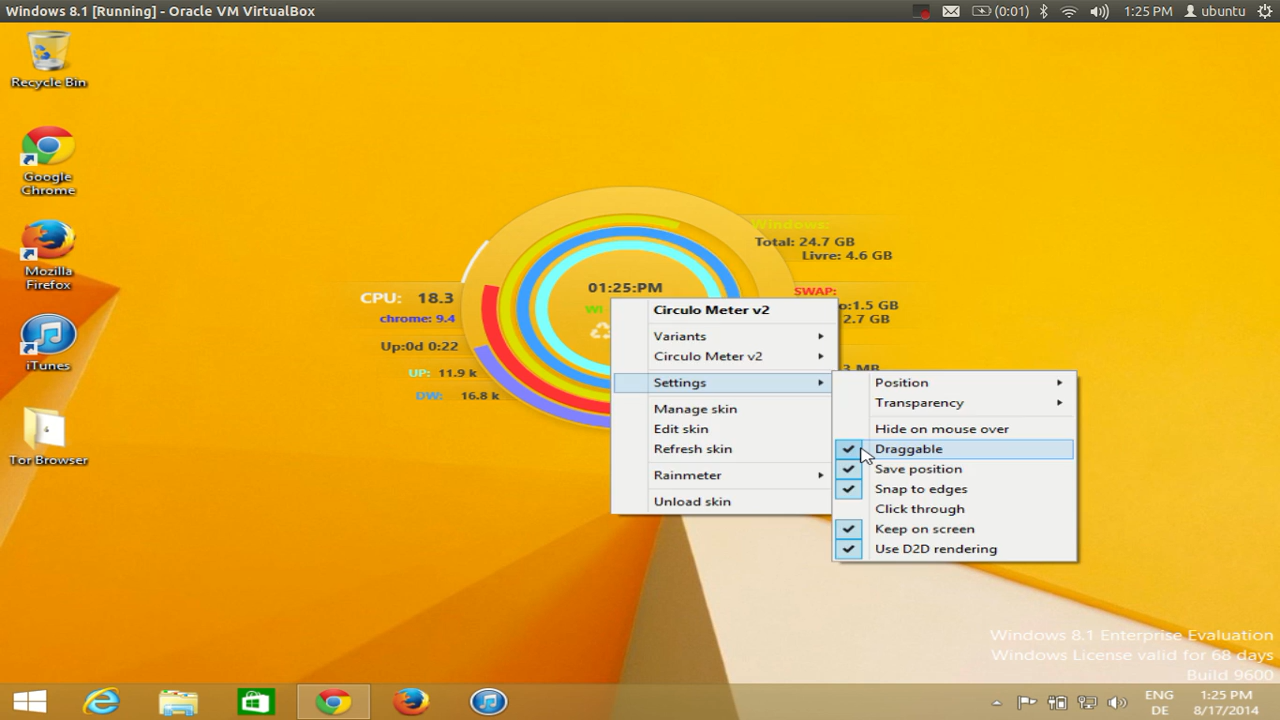 Windows 8.1 [Running] - Oracle VM VirtualBox
(0:01)
1:25 PM
ubuntu
Recycle Bin
Google
Chrome
Mozilla
Firefox
iTunes
Tor Browser
CPU: 18.3
chrome: 9.4
Up:0d 0:22
UP: 11.9 k
DW: 16.8 k
01:25:PM
WI
Windows:
Total: 24.7 GB
Livre: 4.6 GB
SWAP:
o:1.5 GB
2.7 GB
3 MB
Circulo Meter v2
Variants
Circulo Meter v2
Settings
Manage skin
Edit skin
Refresh skin
Rainmeter
Unload skin
Position
Transparency
Hide on mouse over
Draggable
Save position
Snap to edges
Click through
Keep on screen
Use D2D rendering
Windows 8.1 Enterprise Evaluation
Windows License valid for 68 days
Build 9600
ENG
DE
1:25 PM
8/17/2014